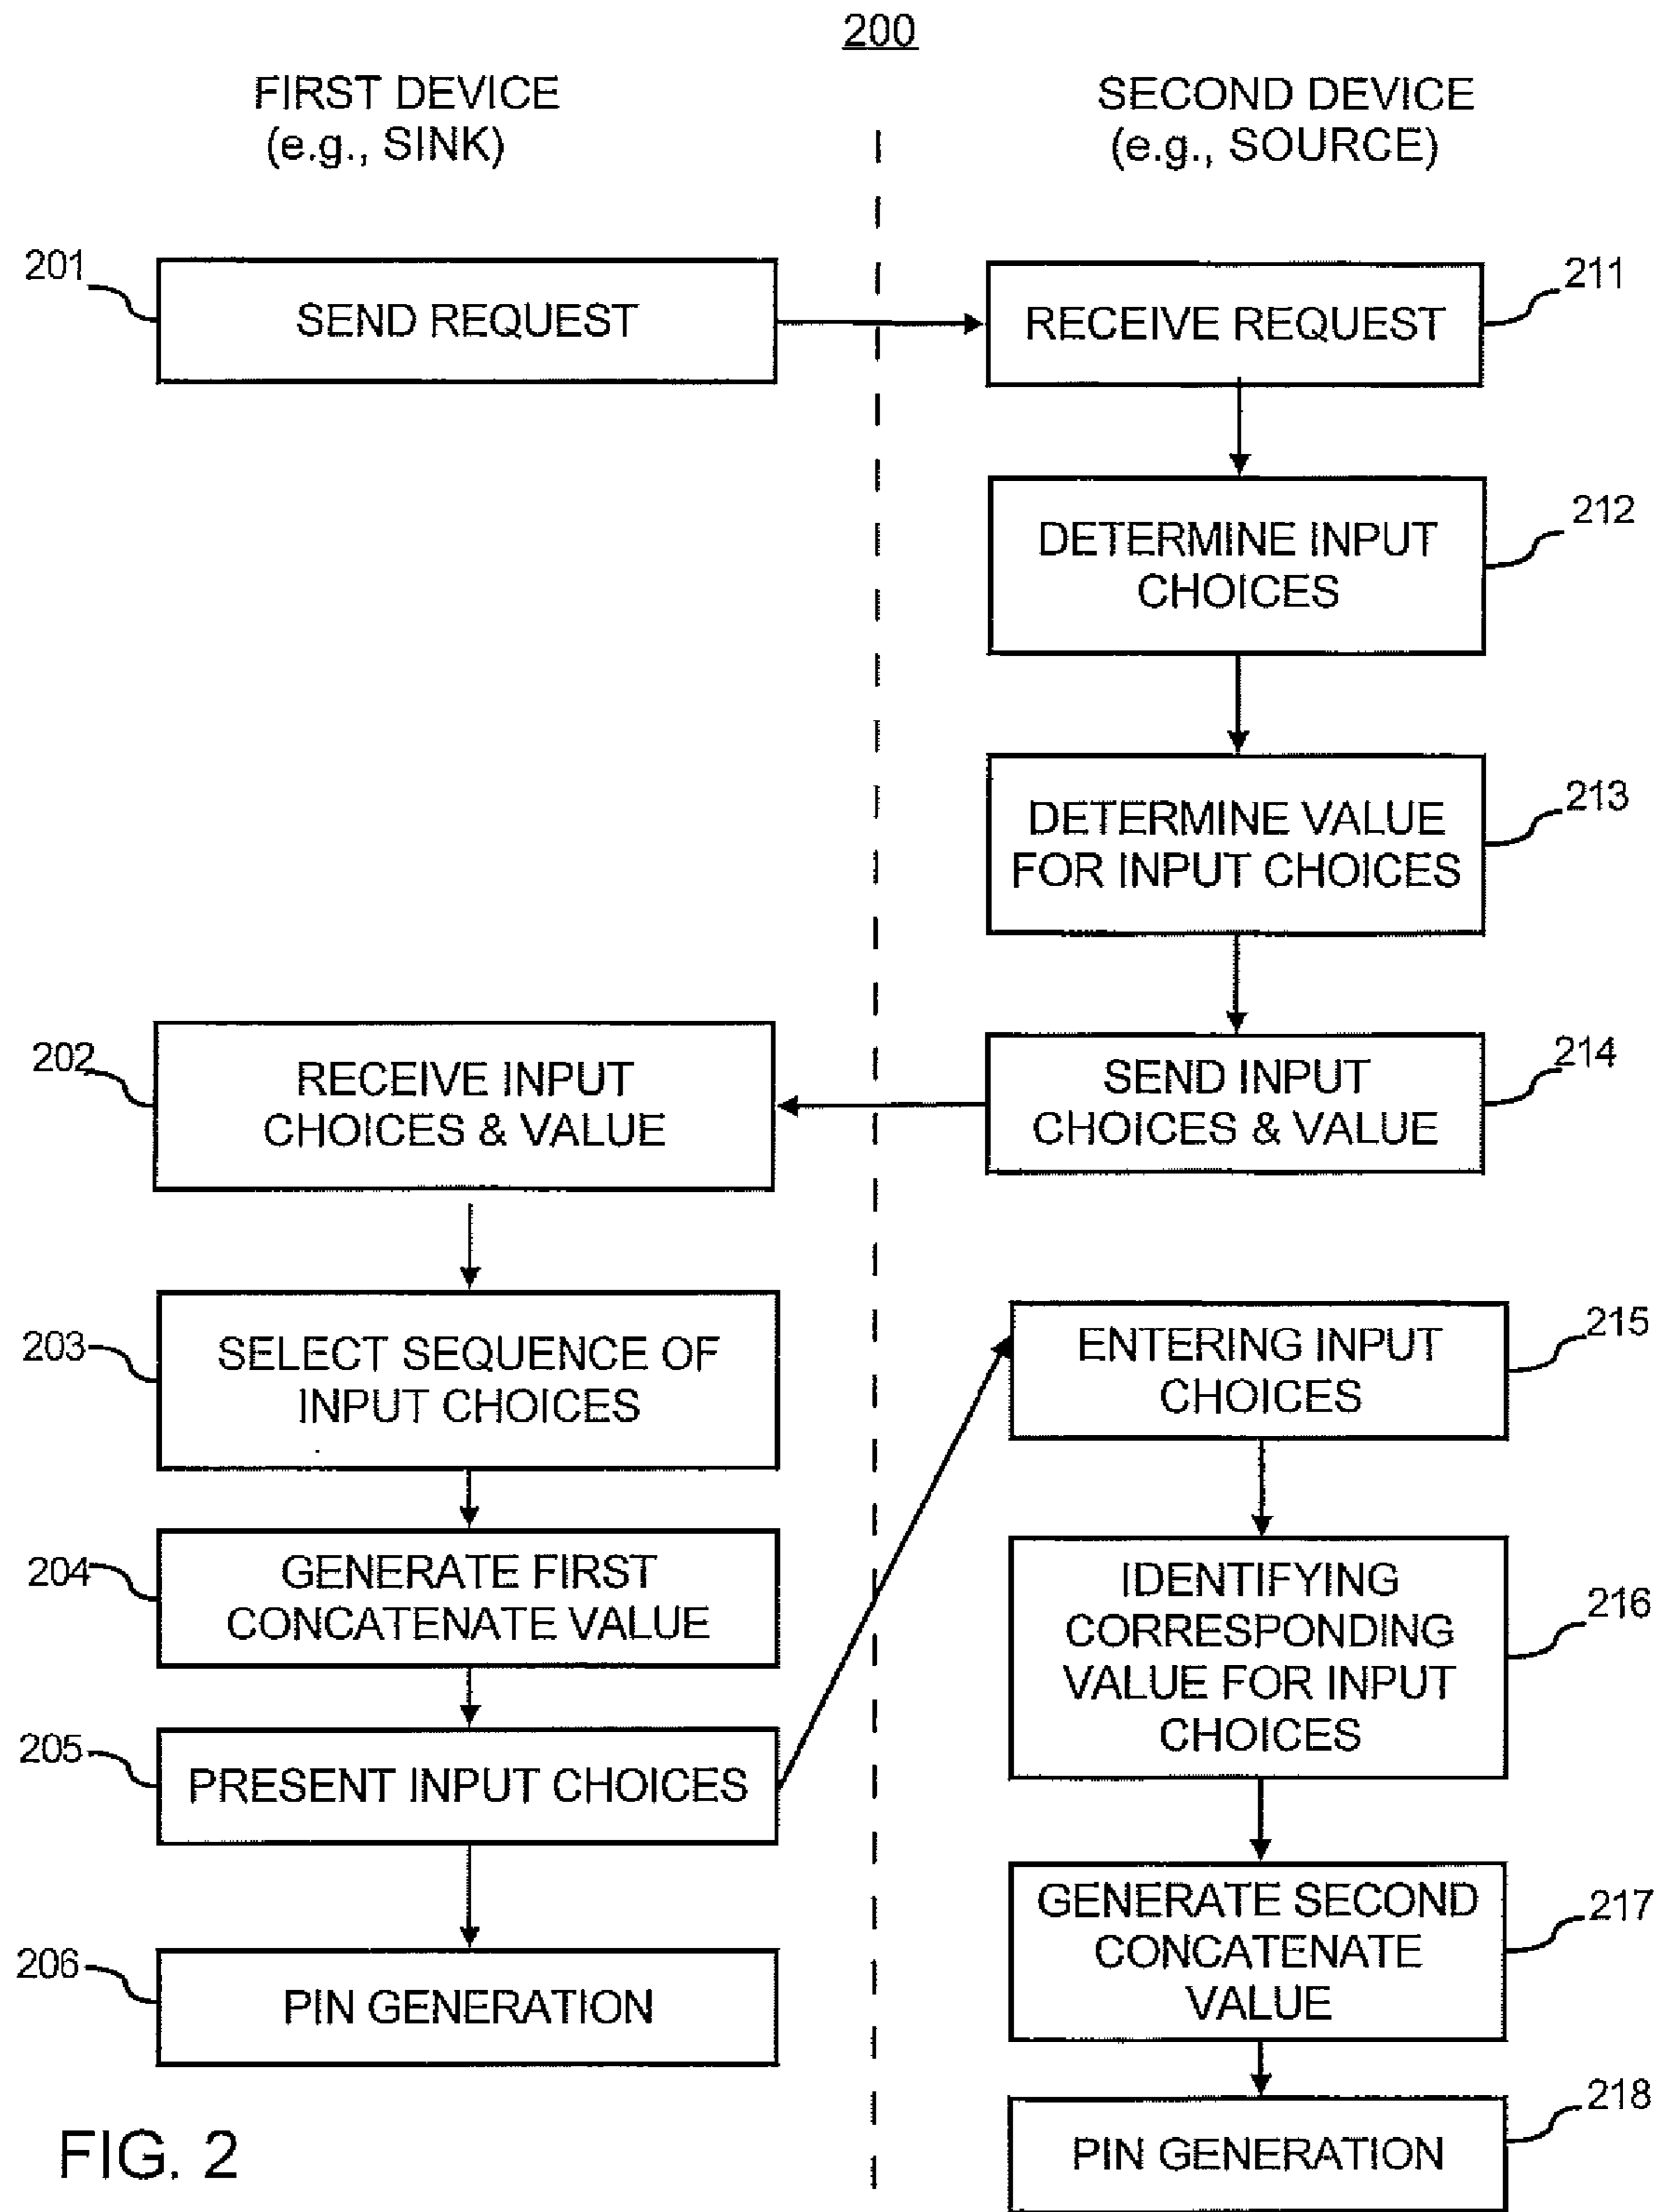 200
FIRST DEVICE
(e.g., SINK)
SECOND DEVICE
(e.g., SOURCE)
201
SEND REQUEST
RECEIVE REQUEST
211
DETERMINE INPUT
CHOICES
212
DETERMINE VALUE
FOR INPUT CHOICES
213
202
RECEIVE INPUT
CHOICES & VALUE
SEND INPUT
CHOICES & VALUE
214
203
SELECT SEQUENCE OF
INPUT CHOICES
ENTERING INPUT
CHOICES
215
204
GENERATE FIRST
CONCATENATE VALUE
IDENTIFYING
CORRESPONDING
VALUE FOR INPUT
CHOICES
216
205
PRESENT INPUT CHOICES
GENERATE SECOND
CONCATENATE
VALUE
217
206
PIN GENERATION
PIN GENERATION
218
FIG. 2